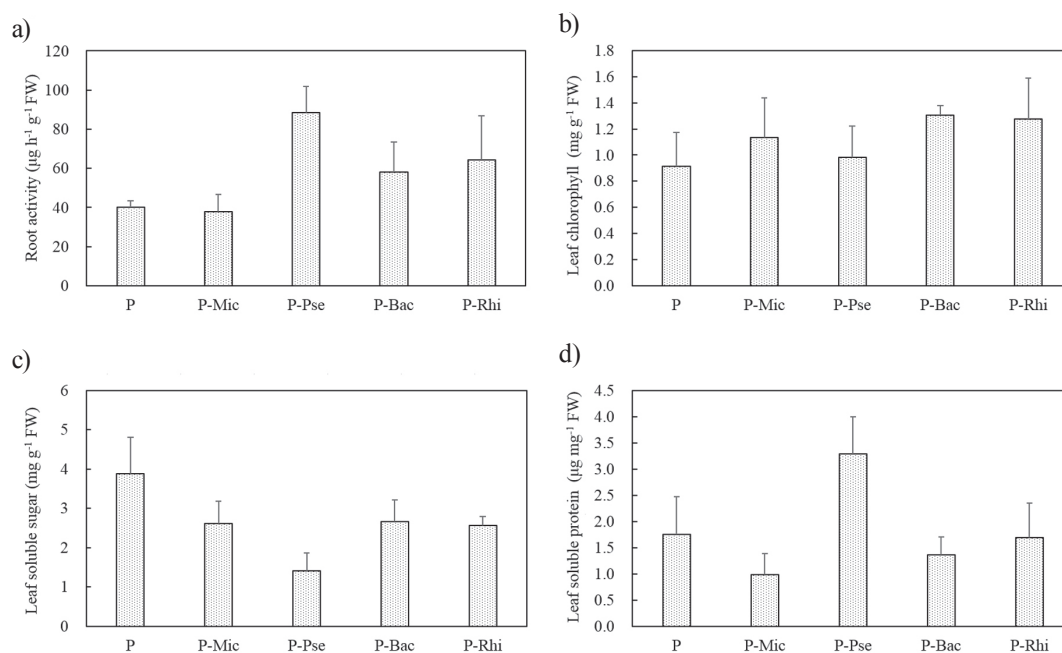 a)
Root activity (µg h⁻¹ g⁻¹ FW)
120
100
80
60
40
20
0
P P-Mic P-Pse P-Bac P-Rhi
b)
Leaf chlorophyll (mg g⁻¹ FW)
1.8
1.6
1.4
1.2
1.0
0.8
0.6
0.4
0.2
0.0
P P-Mic P-Pse P-Bac P-Rhi
c)
Leaf soluble sugar (mg g⁻¹ FW)
6
5
4
3
2
1
0
P P-Mic P-Pse P-Bac P-Rhi
d)
Leaf soluble protein (µg mg⁻¹ FW)
4.5
4.0
3.5
3.0
2.5
2.0
1.5
1.0
0.5
0.0
P P-Mic P-Pse P-Bac P-Rhi